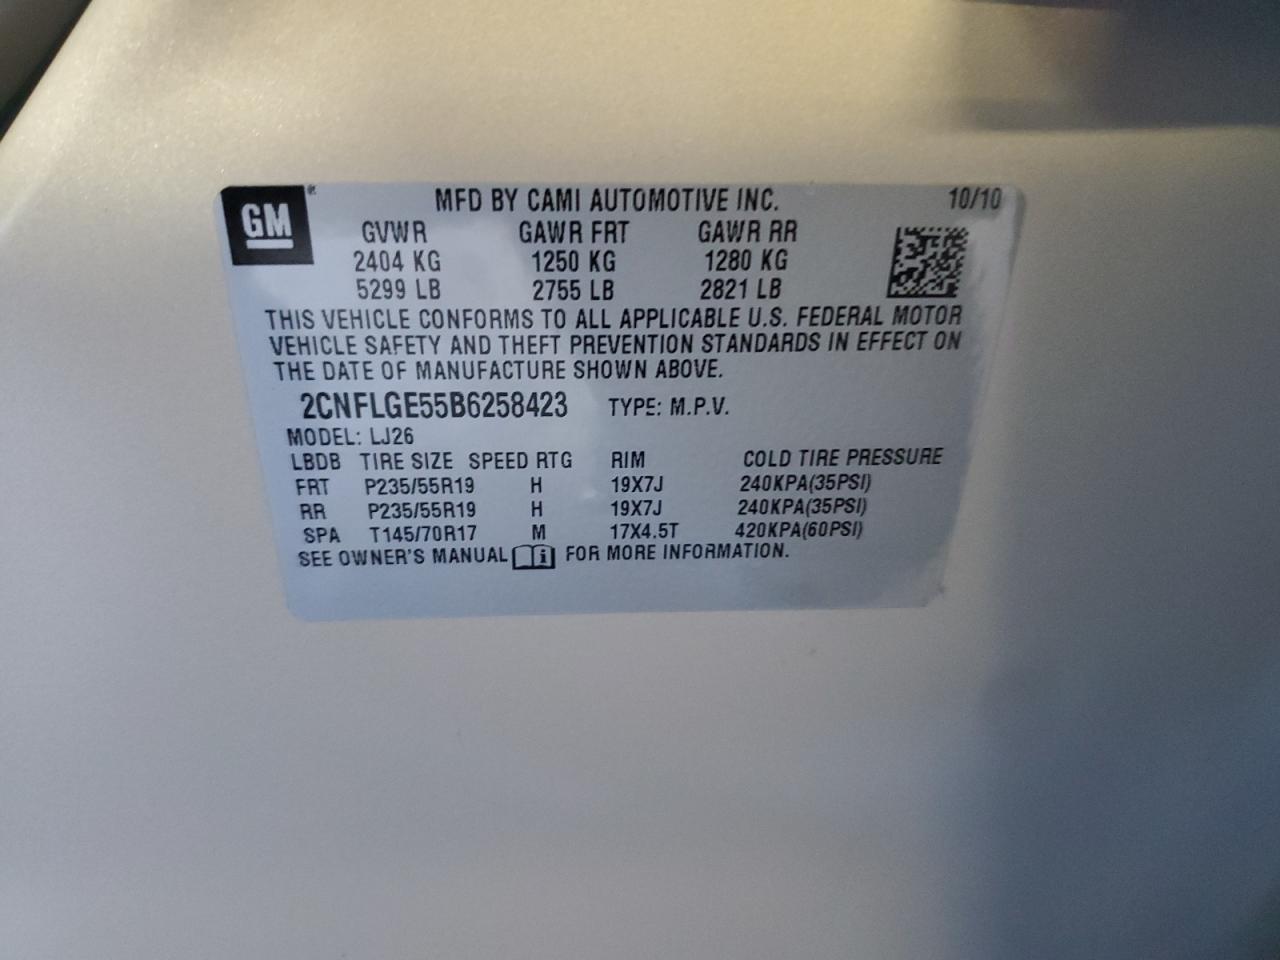 GM® MFD BY CAMI AUTOMOTIVE INC. 10/10
GVWR GAWR FRT GAWR RR
2404 KG 1250 KG 1280 KG
5299 LB 2755 LB 2821 LB
THIS VEHICLE CONFORMS TO ALL APPLICABLE U.S. FEDERAL MOTOR
VEHICLE SAFETY AND THEFT PREVENTION STANDARDS IN EFFECT ON
THE DATE OF MANUFACTURE SHOWN ABOVE.
2CNFLGE55B6258423 TYPE: M.P.V.
MODEL: LJ26
LBDB TIRE SIZE SPEED RTG RIM COLD TIRE PRESSURE
FRT P235/55R19 H 19X7J 240KPA(35PSI)
RR P235/55R19 H 19X7J 240KPA(35PSI)
SPA T145/70R17 M 17X4.5T 420KPA(60PSI)
SEE OWNER'S MANUAL i FOR MORE INFORMATION.